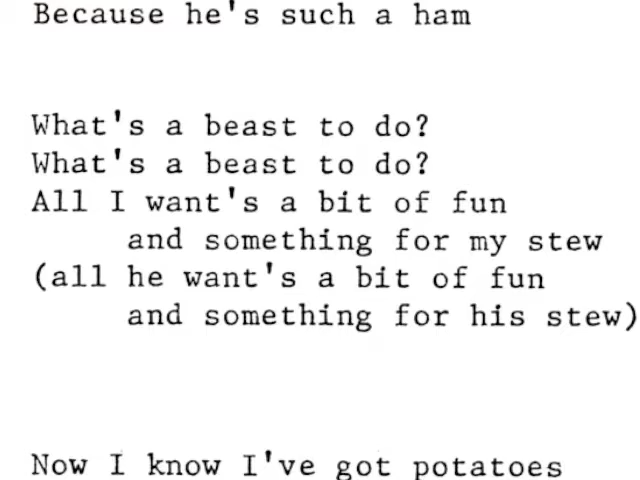 Because he's such a ham
What's a beast to do?
What's a beast to do?
All I want's a bit of fun
and something for my stew
(all he want's a bit of fun
and something for his stew)
Now I know I've got potatoes